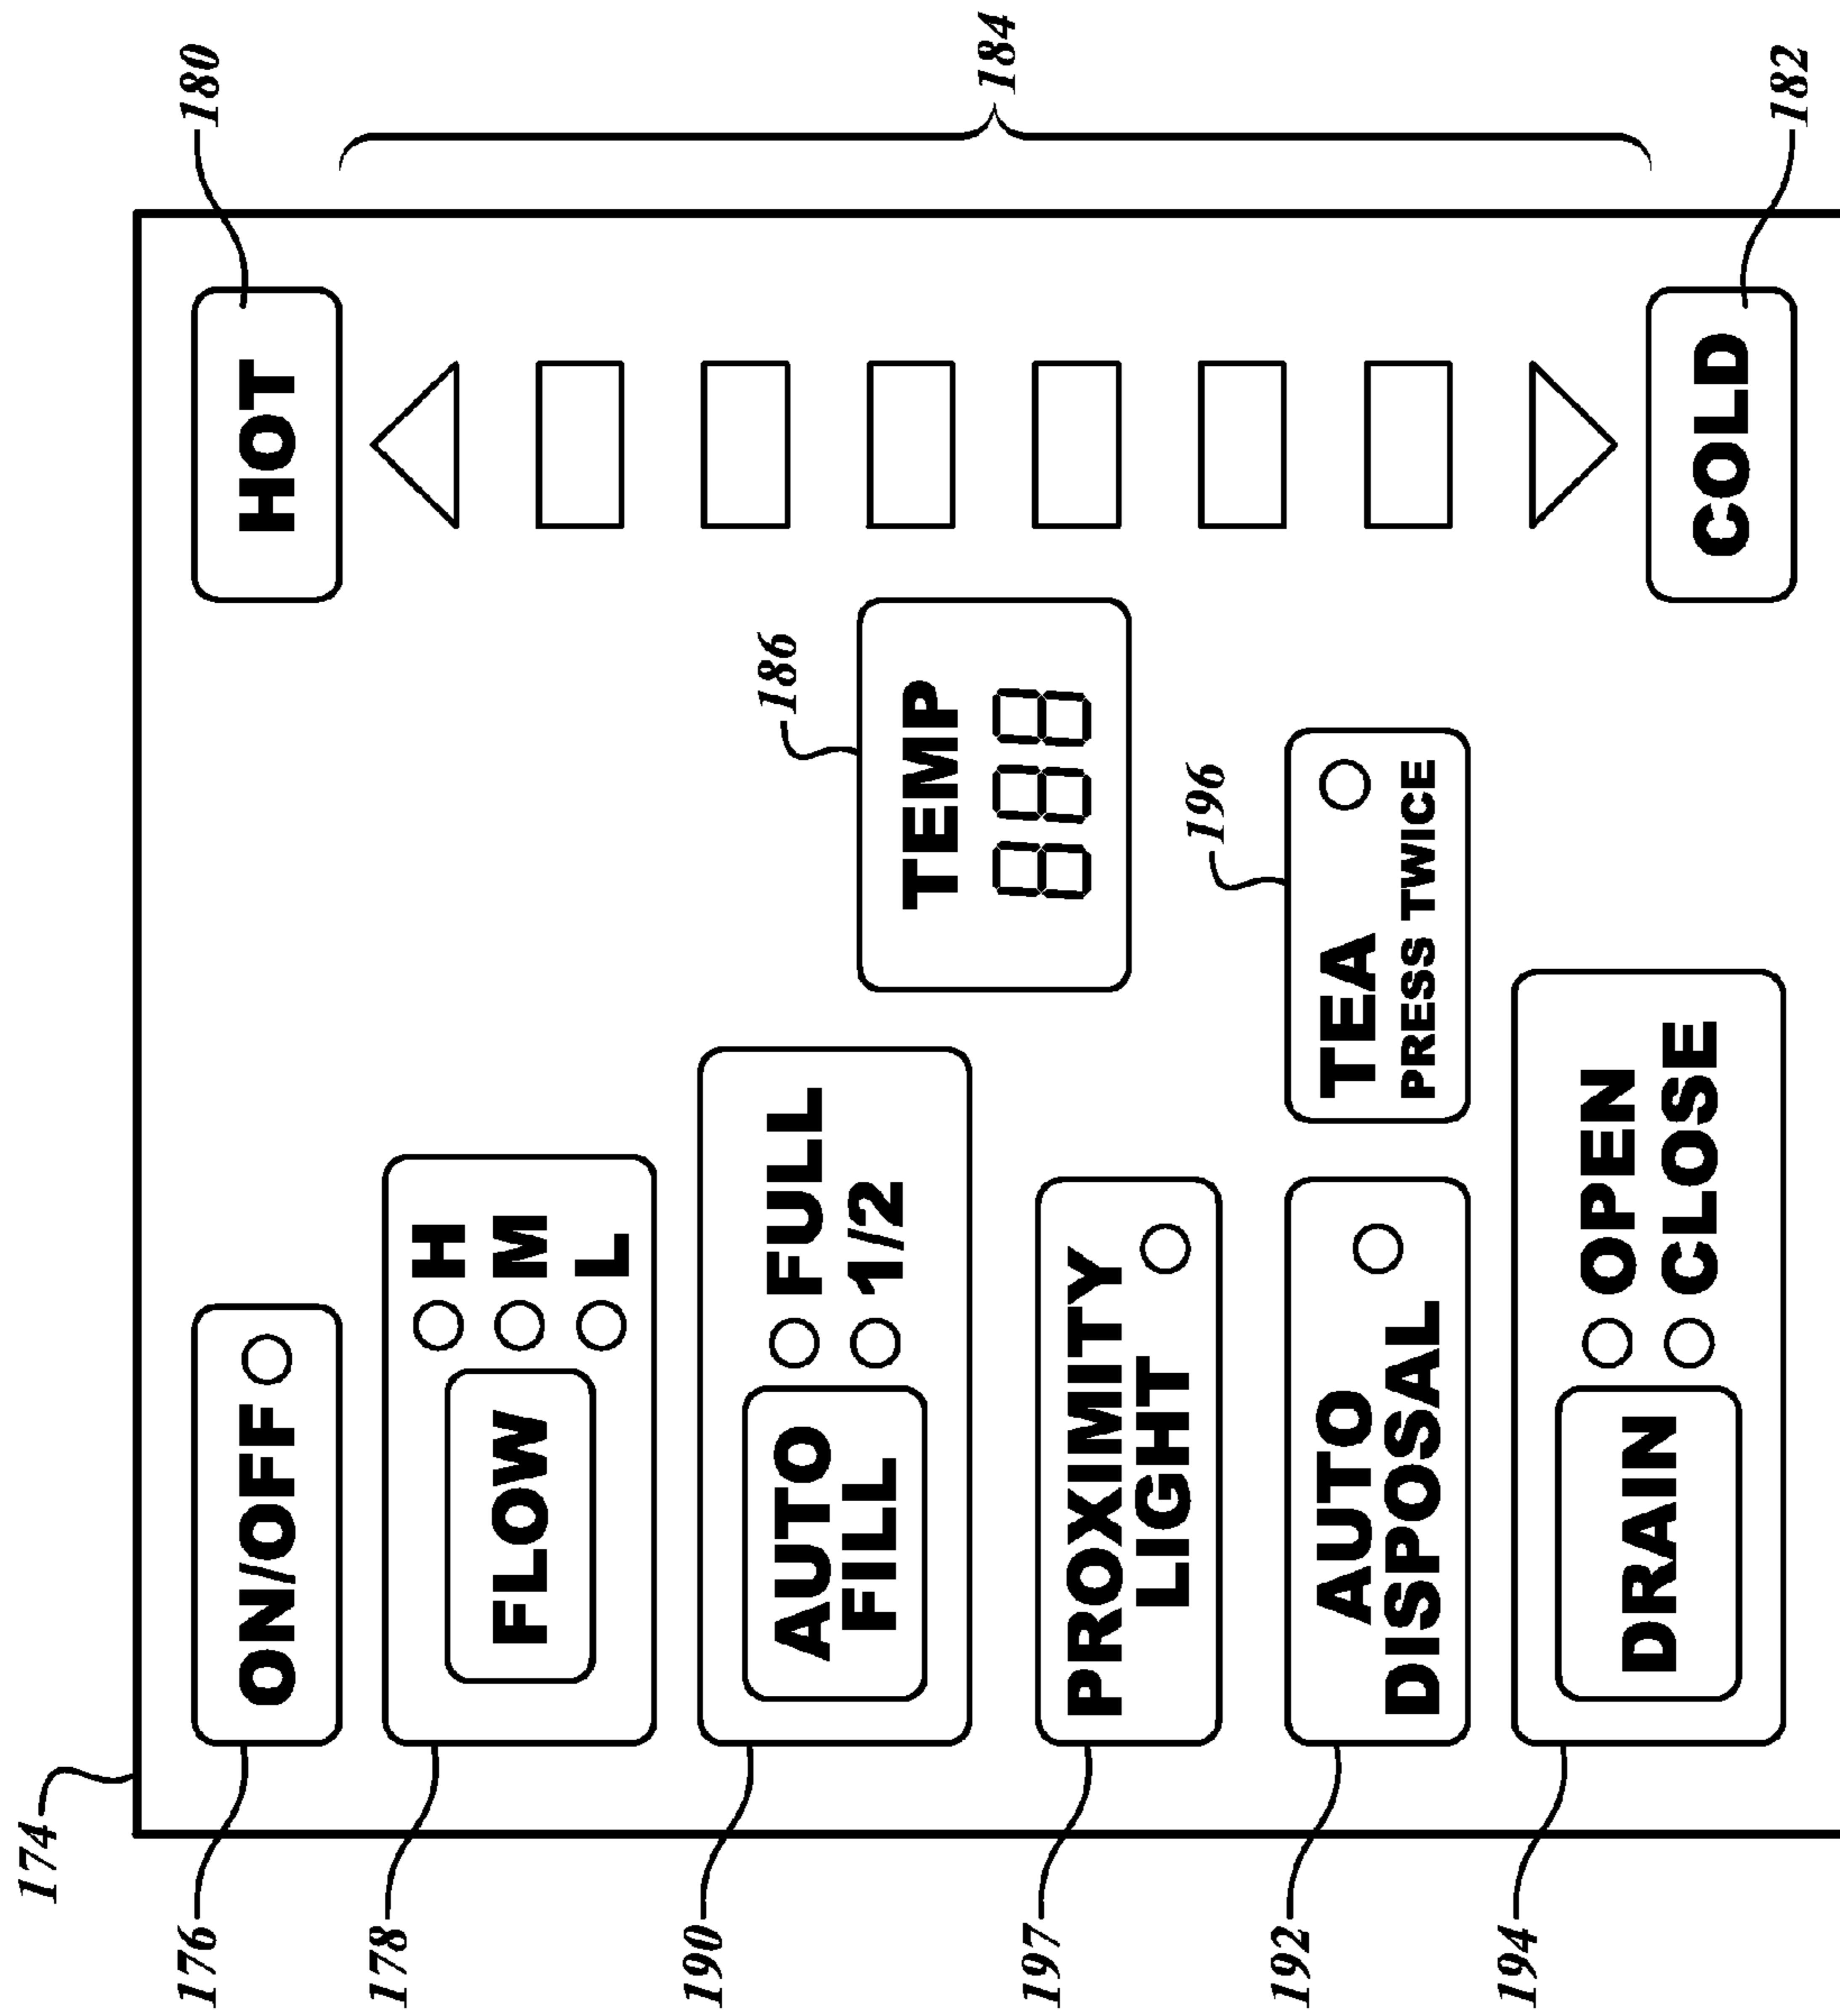 174
176
ON/OFF
HOT
180
178
FLOW
H
M
L
184
190
AUTO
FILL
FULL
1/2
186
TEMP
888
197
PROXIMITY
LIGHT
196
TEA
PRESS TWICE
192
AUTO
DISPOSAL
194
DRAIN
OPEN
CLOSE
COLD
182